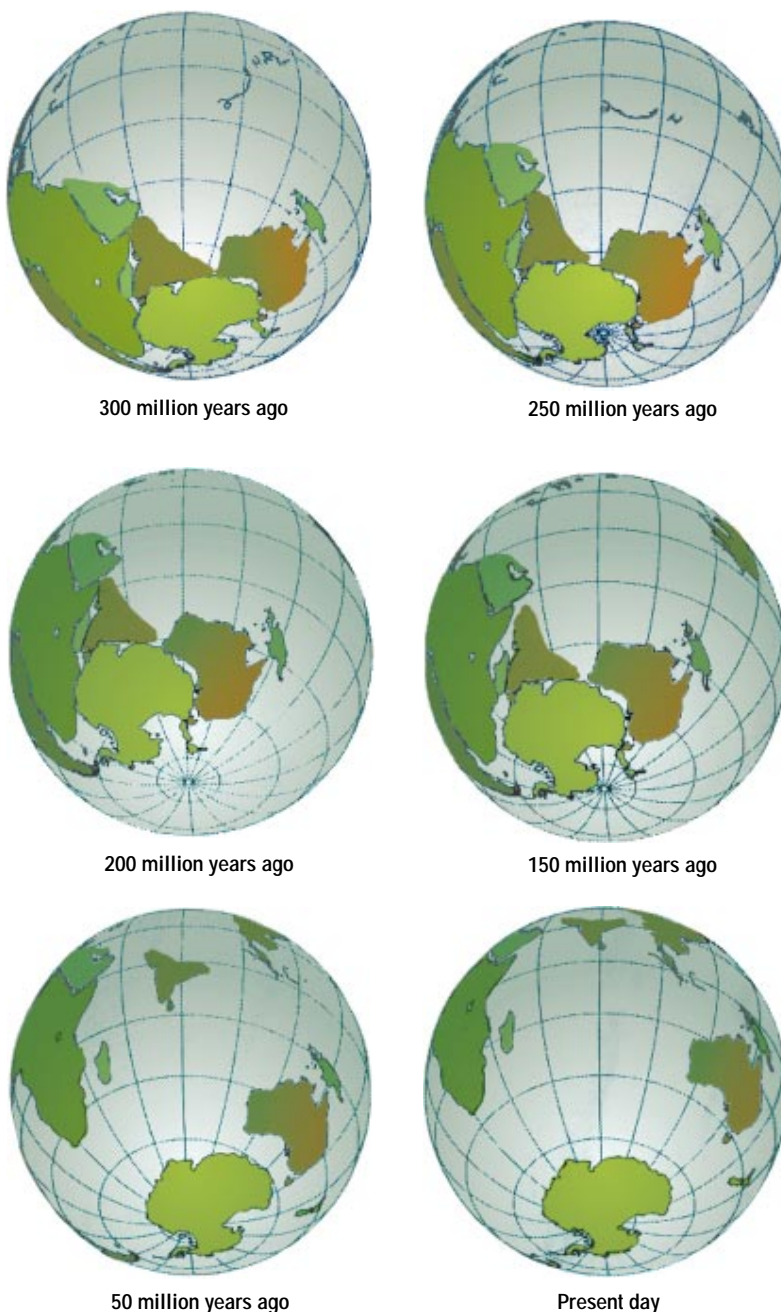 300 million years ago
250 million years ago
200 million years ago
150 million years ago
50 million years ago
Present day